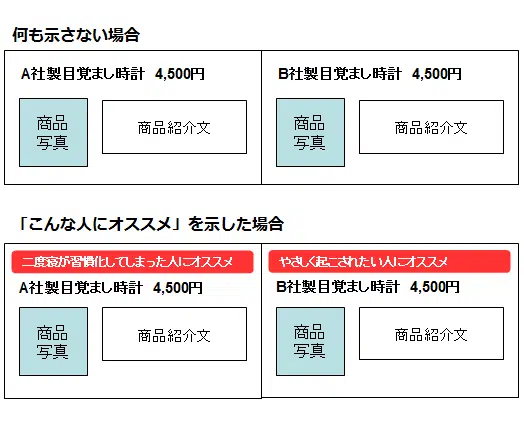 何も示さない場合
A社製目覚まし時計 4,500円
商品
写真
商品紹介文
B社製目覚まし時計 4,500円
商品
写真
商品紹介文
「こんな人にオススメ」を示した場合
二度寝が習慣化してしまった人にオススメ
A社製目覚まし時計 4,500円
商品
写真
商品紹介文
やさしく起こされたい人にオススメ
B社製目覚まし時計 4,500円
商品
写真
商品紹介文